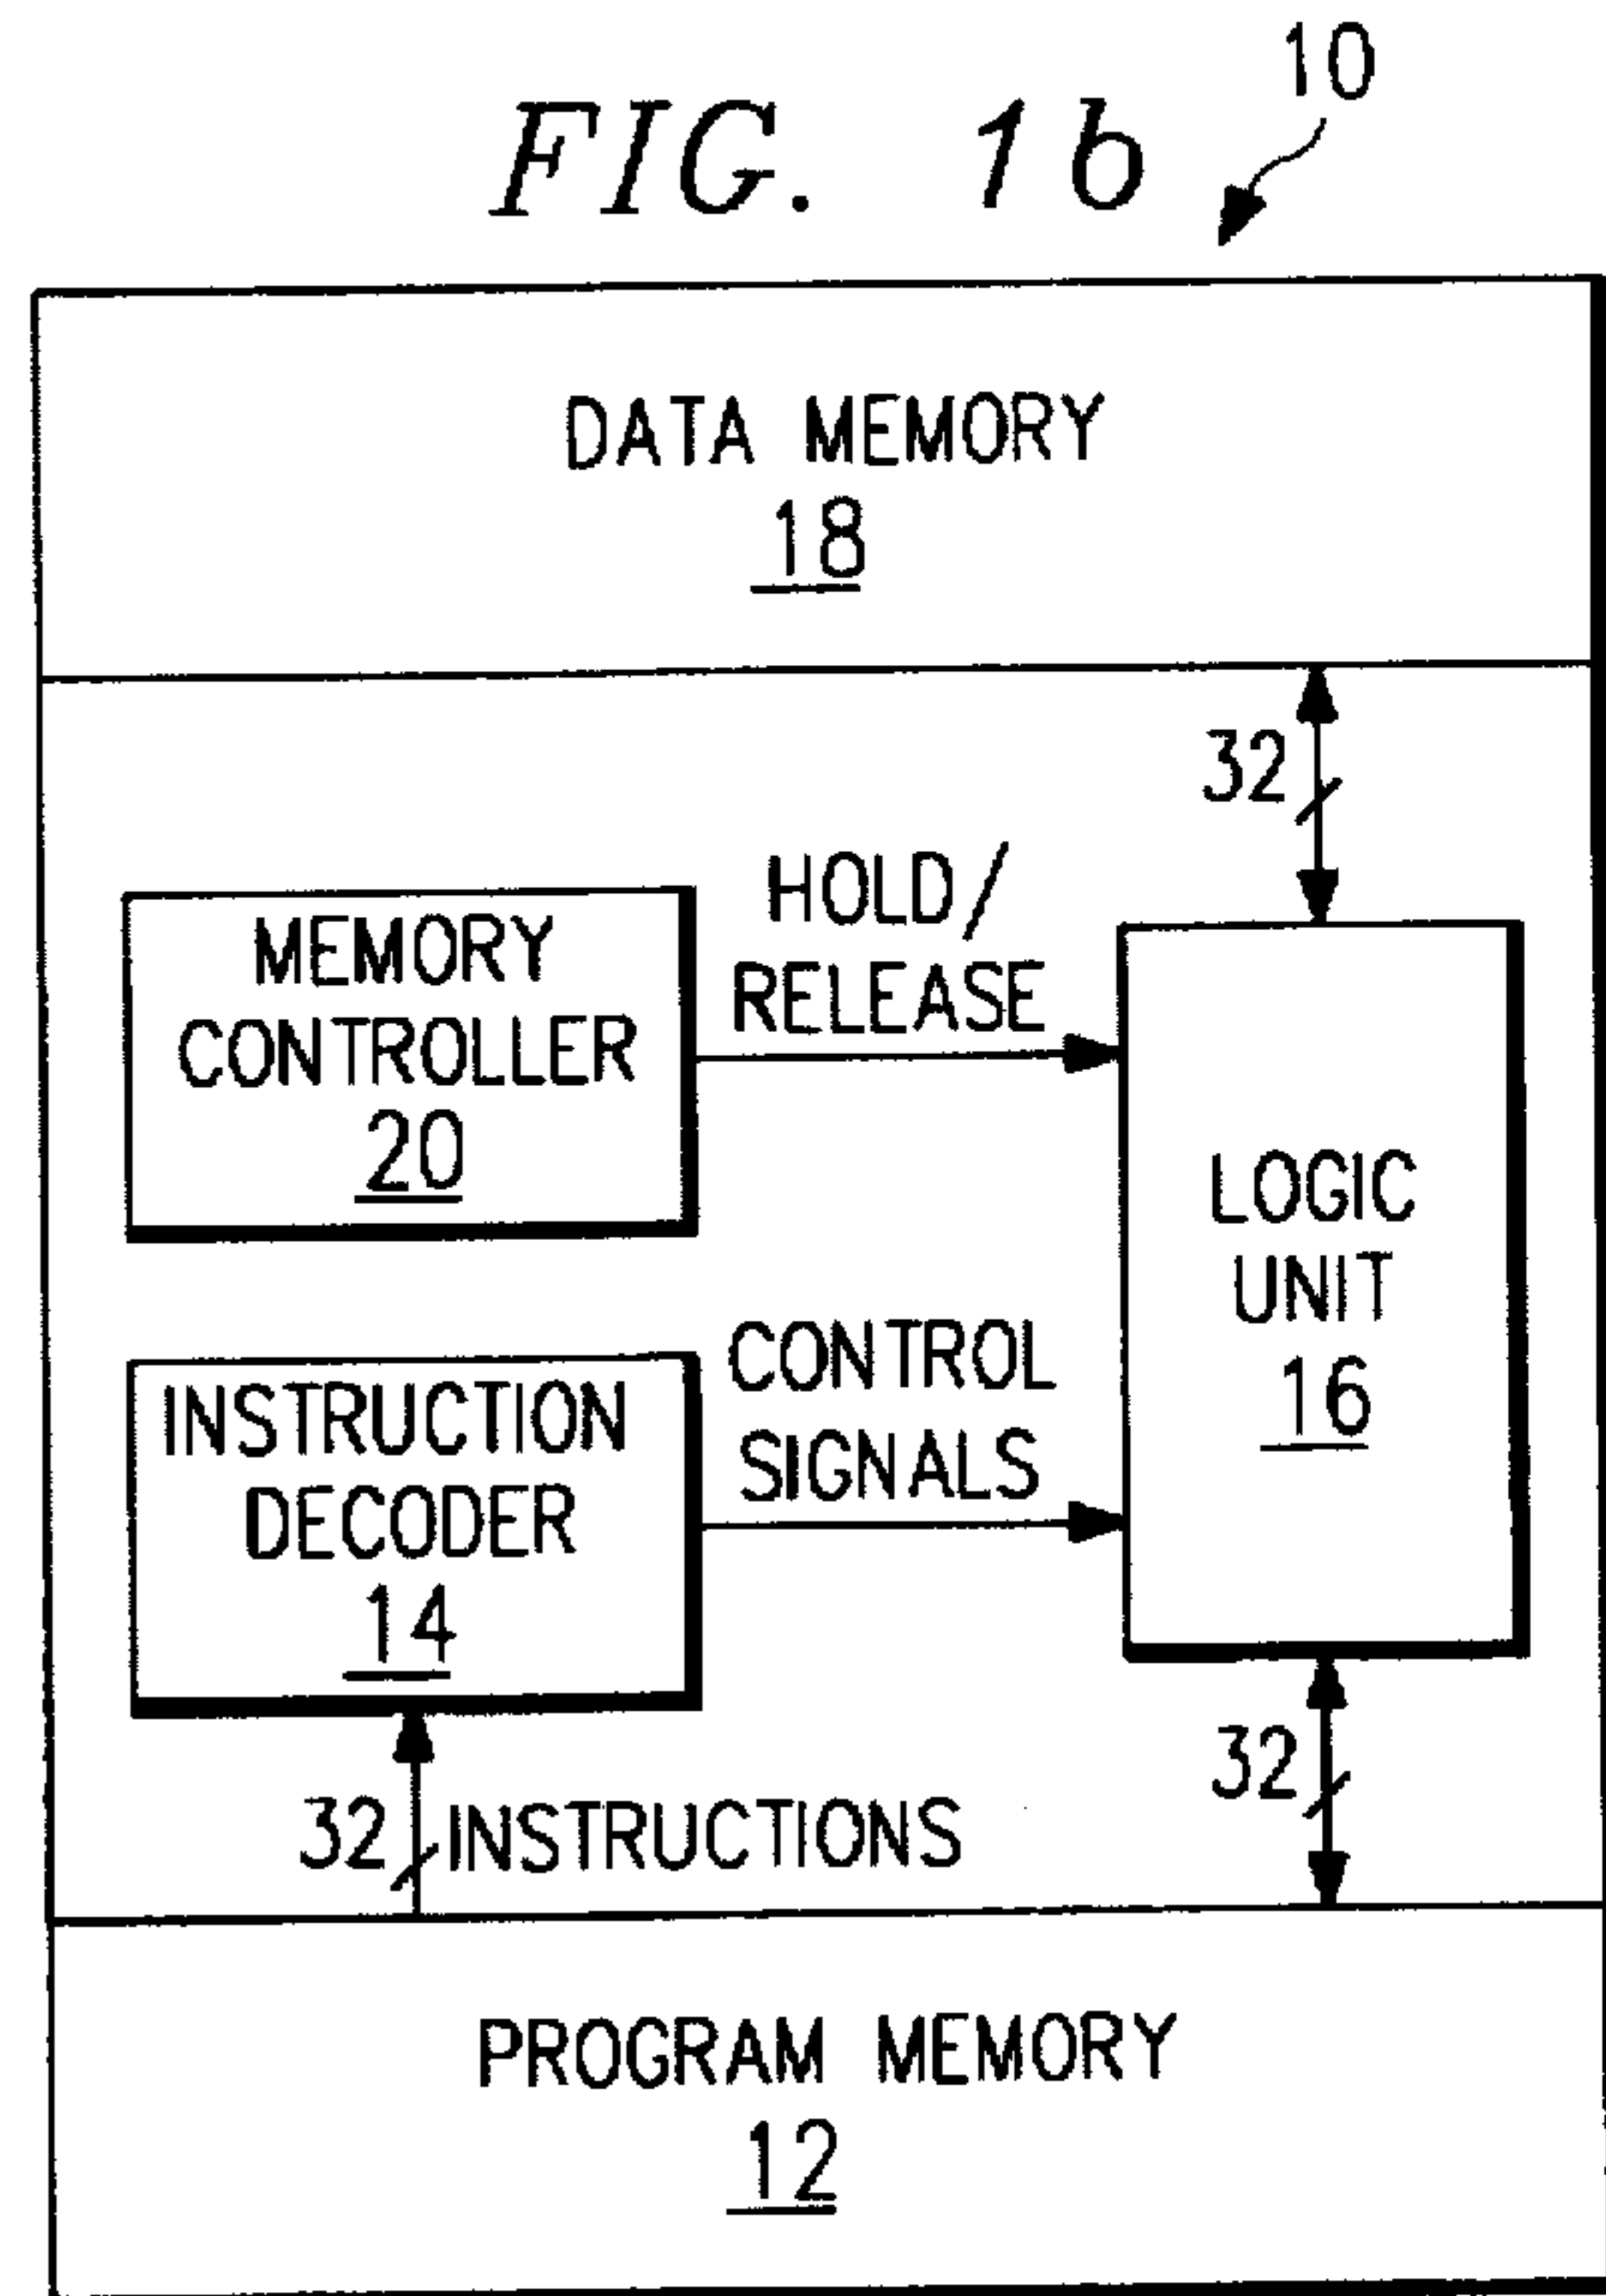 10
FIG. 1b
DATA MEMORY
18
32
HOLD/
RELEASE
MEMORY
CONTROLLER
20
LOGIC
UNIT
16
CONTROL
SIGNALS
INSTRUCTION
DECODER
14
32
32 INSTRUCTIONS
PROGRAM MEMORY
12